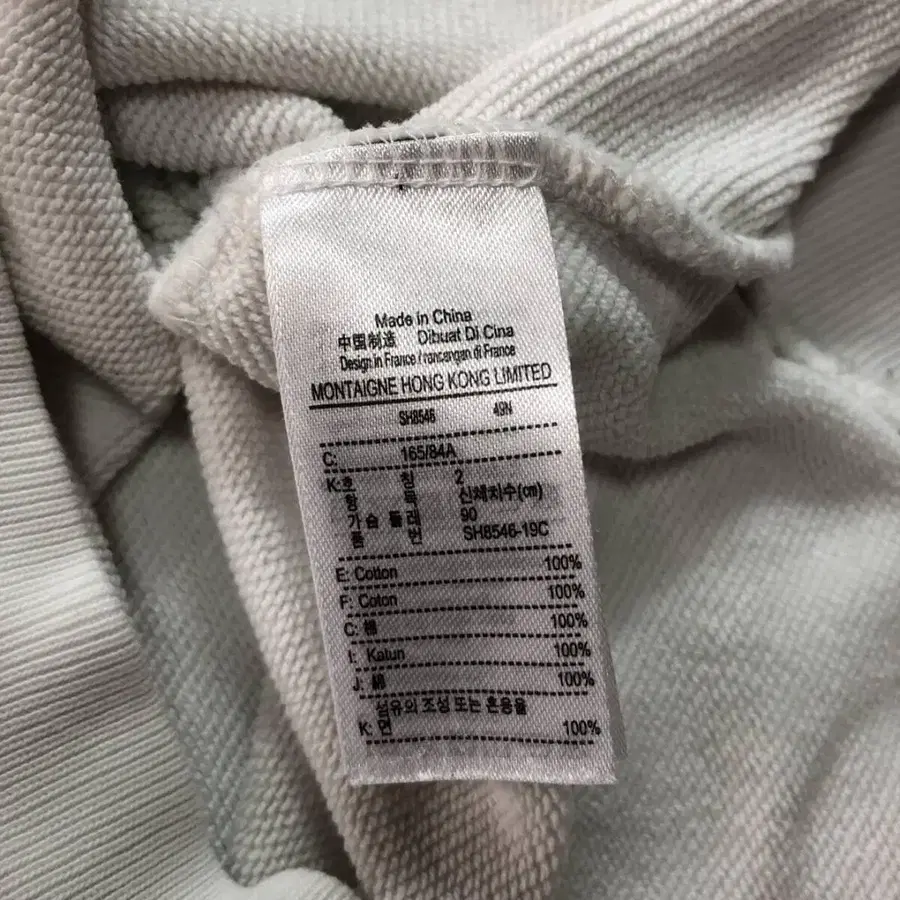 Made in China
中国制造 Dibuat Di Cina
Design in France / rancangan di France
MONTAIGNE HONG KONG LIMITED
SH8546 49N
C: 165/84A
K: 호칭 2
항목 신체치수(㎝)
가슴둘레 90
품번 SH8546-19C
E: Cotton 100%
F: Coton 100%
C: 棉 100%
I: Katun 100%
J: 綿 100%
섬유의 조성 또는 혼용율
K: 면 100%